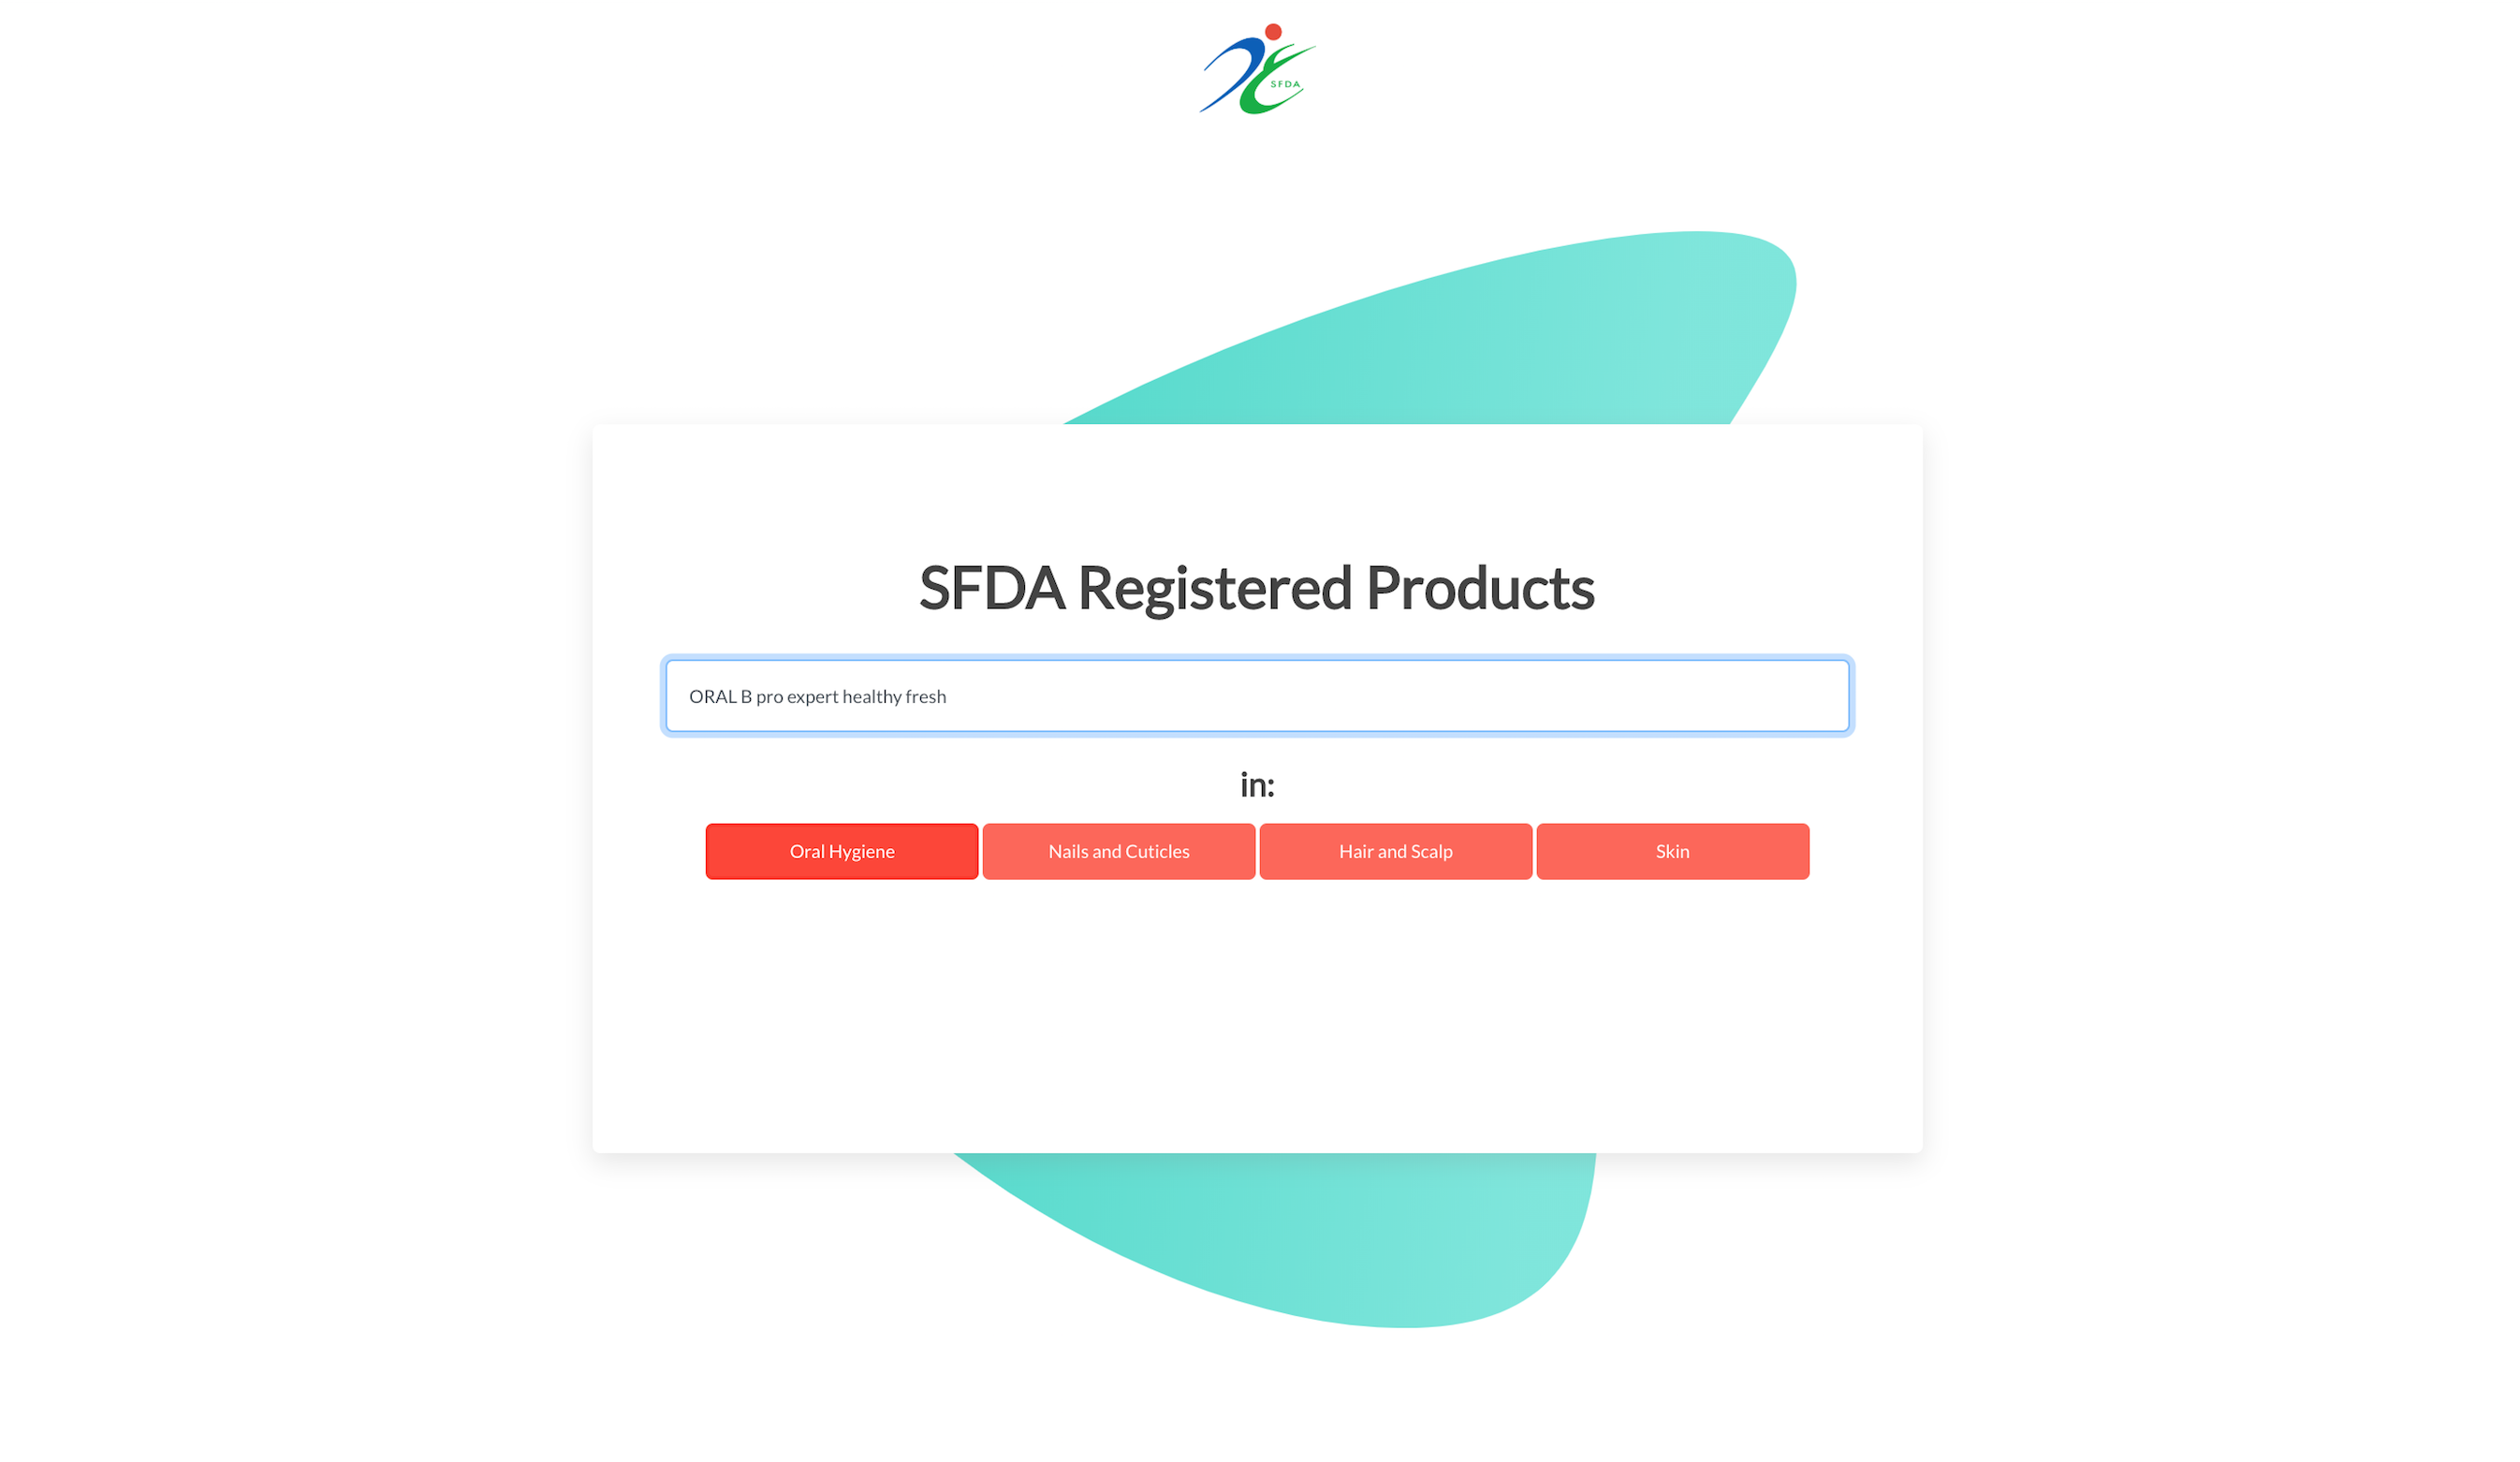 SFDA
SFDA Registered Products
ORAL B pro expert healthy fresh
in:
Oral Hygiene
Nails and Cuticles
Hair and Scalp
Skin